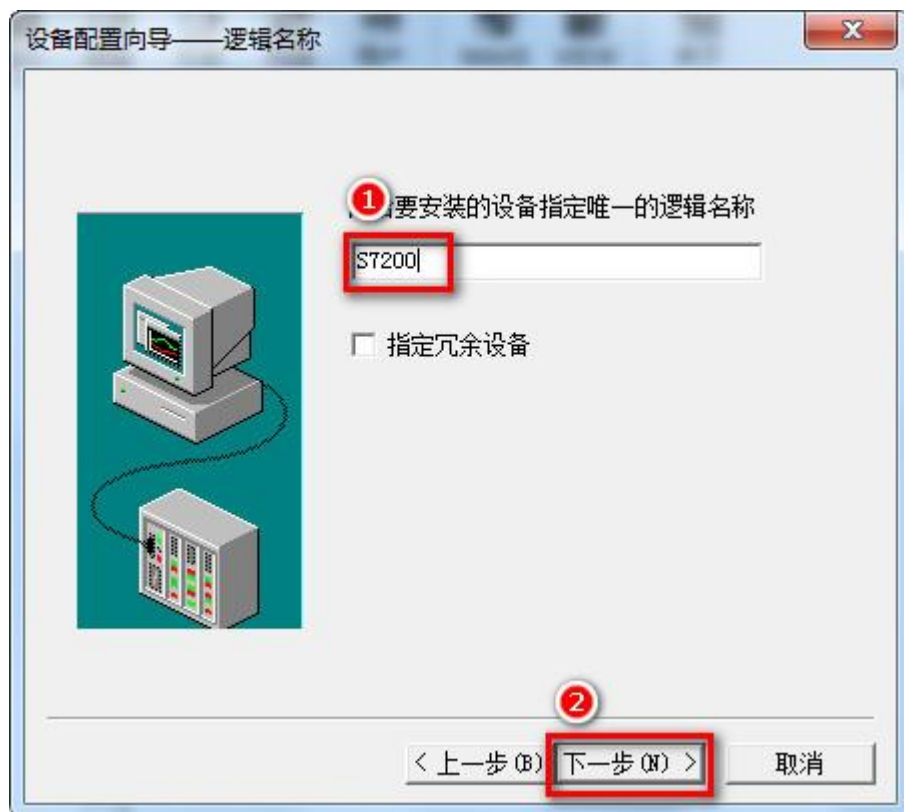 设备配置向导——逻辑名称
1
要安装的设备指定唯一的逻辑名称
S7200
指定冗余设备
2
< 上一步(B)
下一步(N) >
取消